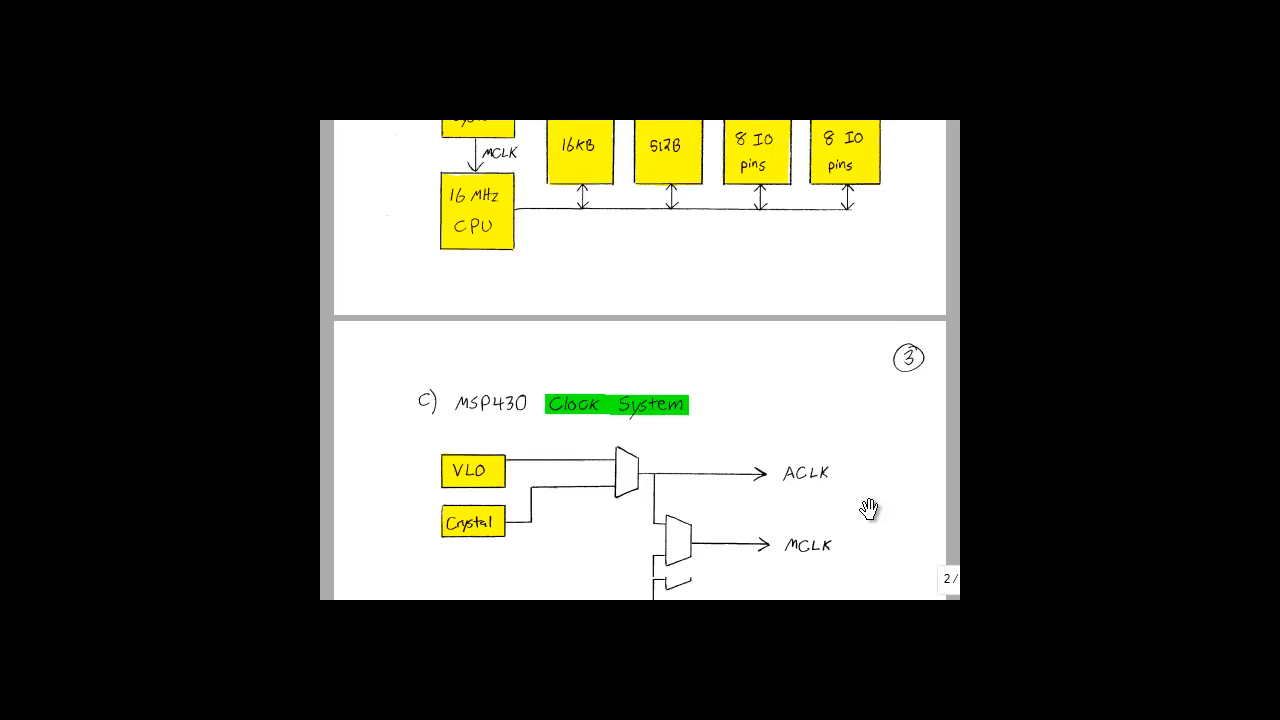 MCLK
16KB
512B
8 IO pins
8 IO pins
16 MHz
CPU
3
C) MSP430 Clock System
VLO
ACLK
Crystal
MCLK
2 /